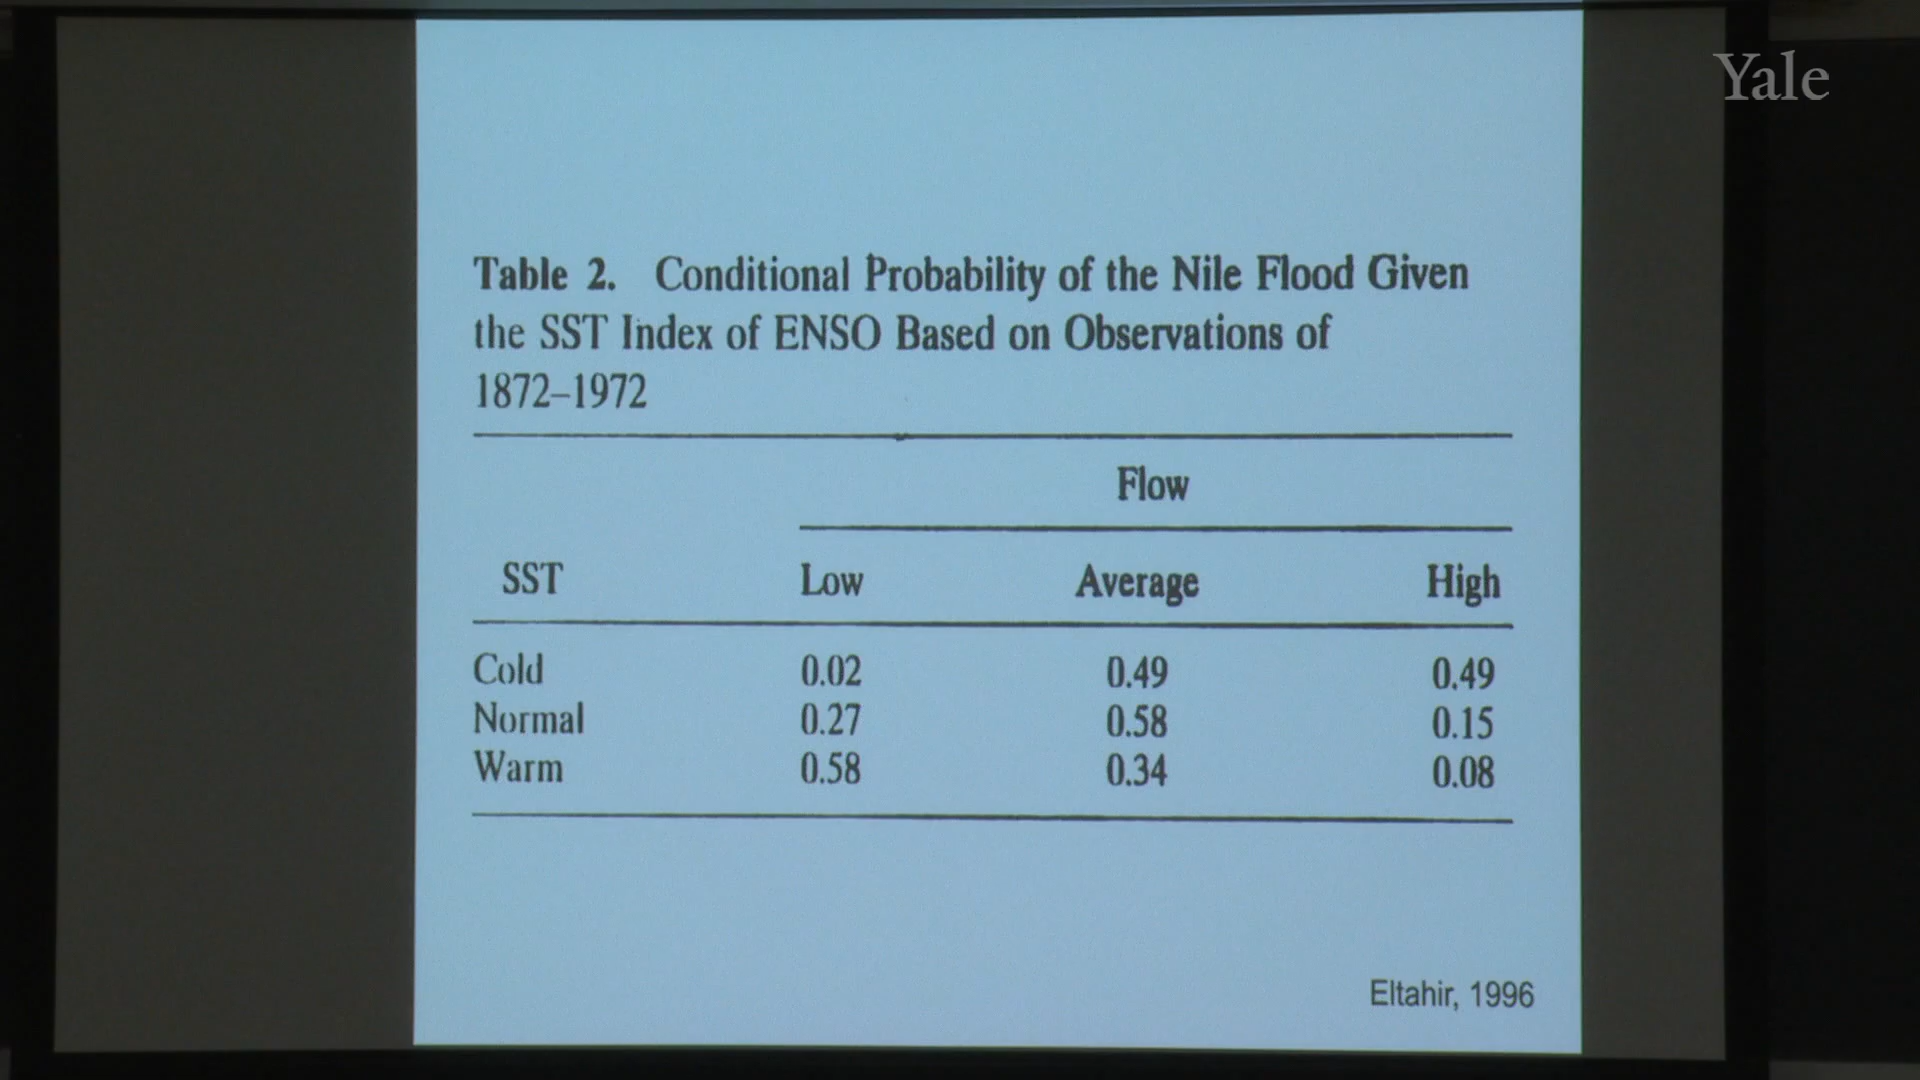 Yale
Table 2. Conditional Probability of the Nile Flood Given
the SST Index of ENSO Based on Observations of
1872–1972
Flow
SST Low Average High
Cold 0.02 0.49 0.49
Normal 0.27 0.58 0.15
Warm 0.58 0.34 0.08
Eltahir, 1996